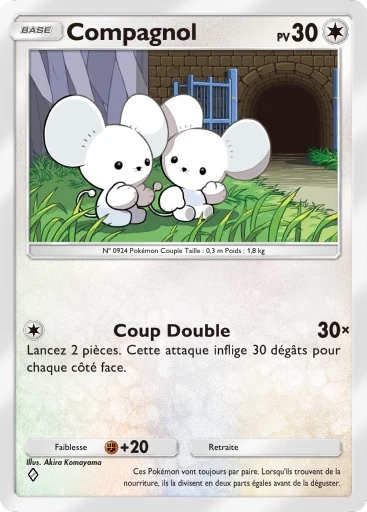 BASE Compagnol PV 30
N° 0924 Pokémon Couple Taille : 0,3 m Poids : 1,8 kg
Coup Double 30×
Lancez 2 pièces. Cette attaque inflige 30 dégâts pour
chaque côté face.
Faiblesse +20 Retraite
Illus. Akira Komayama
Ces Pokémon vont toujours par paire. Lorsqu'ils trouvent de la
nourriture, ils la divisent en deux parts égales avant de la déguster.